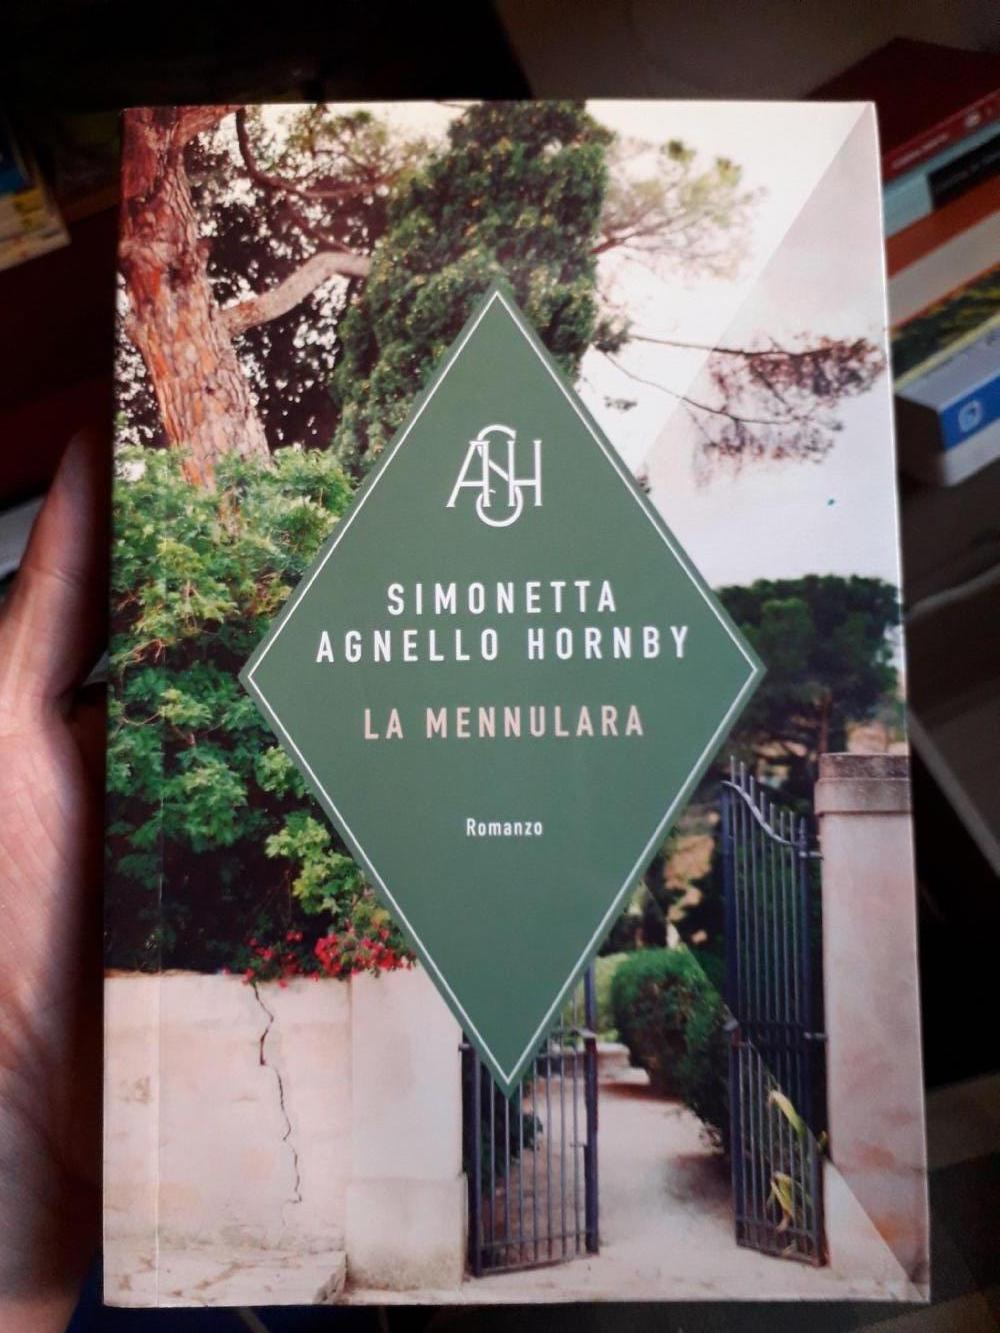 ASH
SIMONETTA
AGNELLO HORNBY
LA MENNULARA
Romanzo